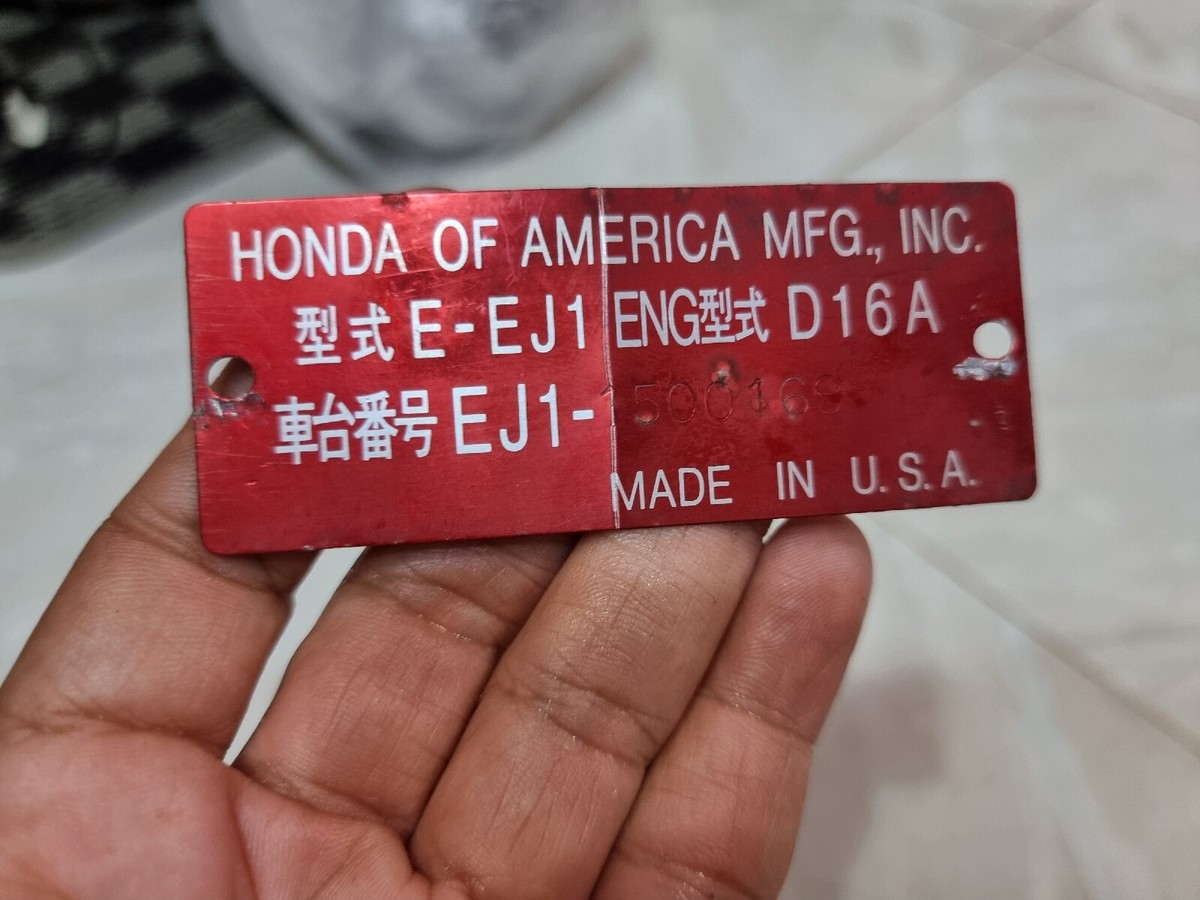 HONDA OF AMERICA MFG., INC.
型式 E-EJ1 ENG型式 D16A
車台番号 EJ1-1500169
MADE IN U.S.A.